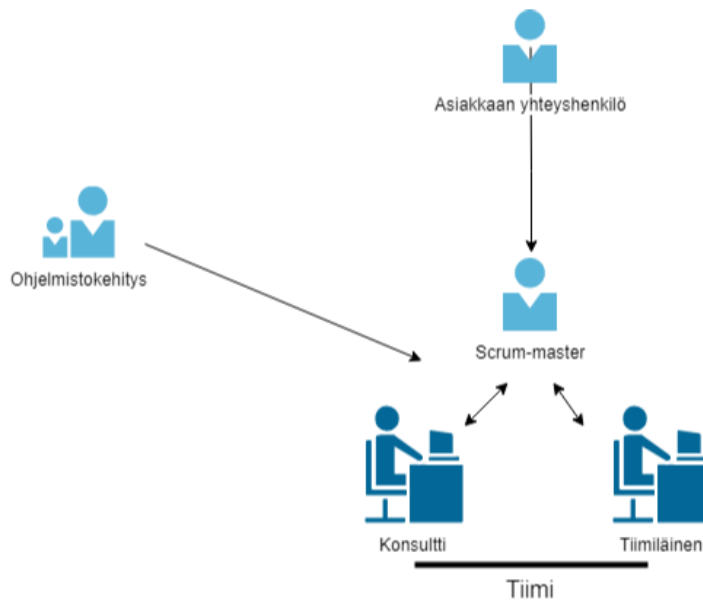 Asiakkaan yhteyshenkilö
Ohjelmistokehitys
Scrum-master
Konsultti
Tiimiläinen
Tiimi